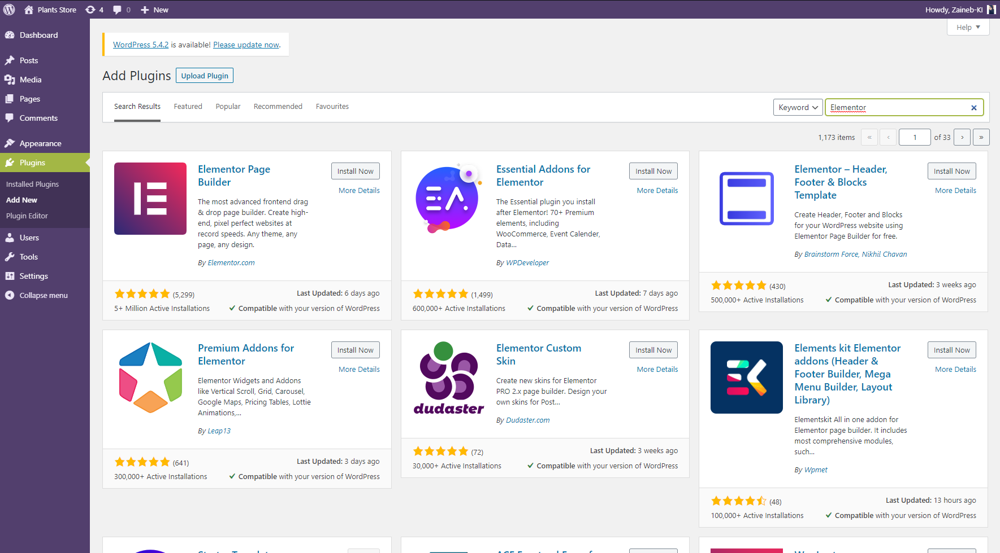 Plants Store
4
0
New
Howdy, Zaineb-KI
Dashboard
Posts
Media
Pages
Comments
Appearance
Plugins
Installed Plugins
Add New
Plugin Editor
Users
Tools
Settings
Collapse menu
Help
WordPress 5.4.2 is available! Please update now.
Add Plugins
Upload Plugin
Search Results
Featured
Popular
Recommended
Favourites
Keyword
Elementor
1,173 items
«
‹
1
of 33
›
»
Elementor Page
Builder
Install Now
More Details
The most advanced frontend drag
& drop page builder. Create high-
end, pixel perfect websites at
record speeds. Any theme, any
page, any design.
By Elementor.com
(5,299)
Last Updated: 6 days ago
5+ Million Active Installations
Compatible with your version of WordPress
Essential Addons for
Elementor
Install Now
More Details
The Essential plugin you install
after Elementor! 70+ Premium
elements, including
WooCommerce, Event Calender,
Data...
By WPDeveloper
(1,499)
Last Updated: 7 days ago
600,000+ Active Installations
Compatible with your version of WordPress
Elementor – Header,
Footer & Blocks
Template
Install Now
More Details
Create Header, Footer and Blocks
for your WordPress website using
Elementor Page Builder for free.
By Brainstorm Force, Nikhil Chavan
(430)
Last Updated: 3 weeks ago
500,000+ Active Installations
Compatible with your version of WordPress
Premium Addons for
Elementor
Install Now
More Details
Elementor Widgets and Addons
like Vertical Scroll, Grid, Carousel,
Google Maps, Pricing Tables, Lottie
Animations,...
By Leap13
(641)
Last Updated: 3 days ago
300,000+ Active Installations
Compatible with your version of WordPress
dudaster
Elementor Custom
Skin
Install Now
More Details
Create new skins for Elementor
PRO 2.x page builder. Design your
own skins for Post...
By Dudaster.com
(72)
Last Updated: 3 weeks ago
30,000+ Active Installations
Compatible with your version of WordPress
Elements kit Elementor
addons (Header &
Footer Builder, Mega
Menu Builder, Layout
Library)
Install Now
More Details
Elementskit All in one addon for
Elementor page builder. It includes
most comprehensive modules,
such...
By Wpmet
(48)
Last Updated: 13 hours ago
100,000+ Active Installations
Compatible with your version of WordPress